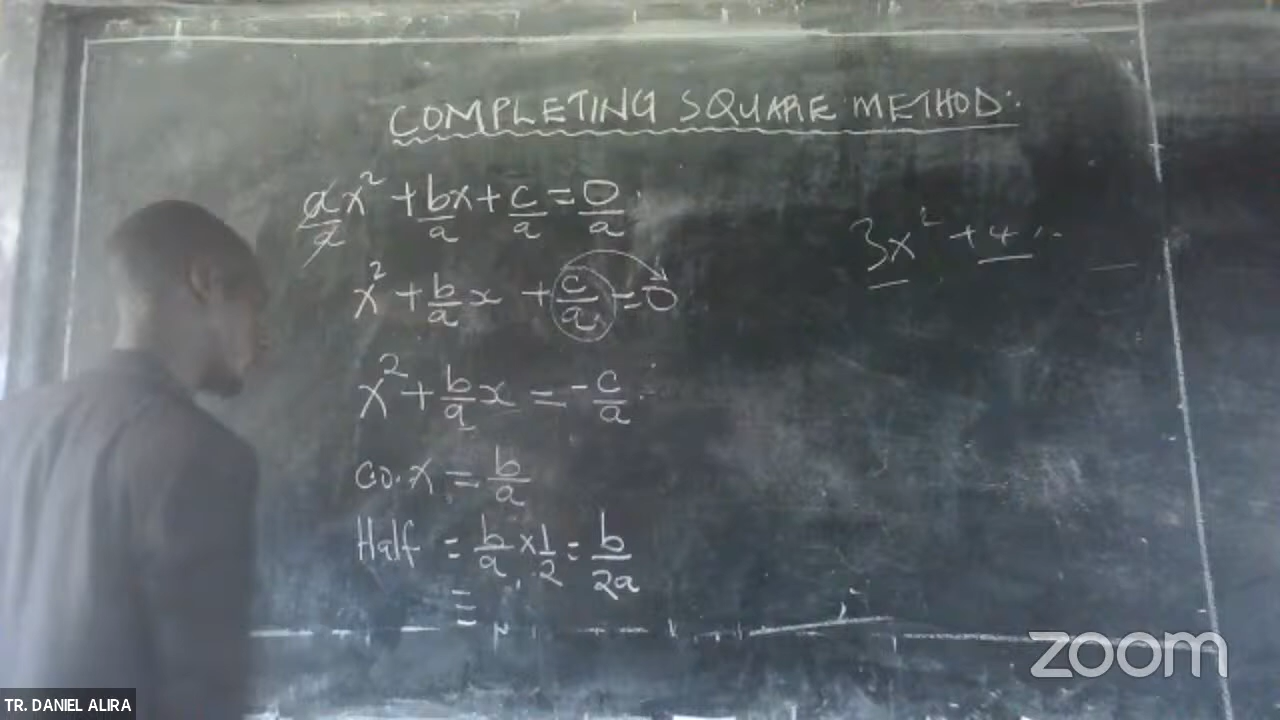 COMPLETING SQUARE METHOD:
ax² + bx + c = 0
a a a a
3x² + 4
x² + b/a x + c/a = 0
x² + b/a x = -c/a
co.x = b/a
Half = b/a × 1/2 = b/2a
=
zoom
TR. DANIEL ALIRA